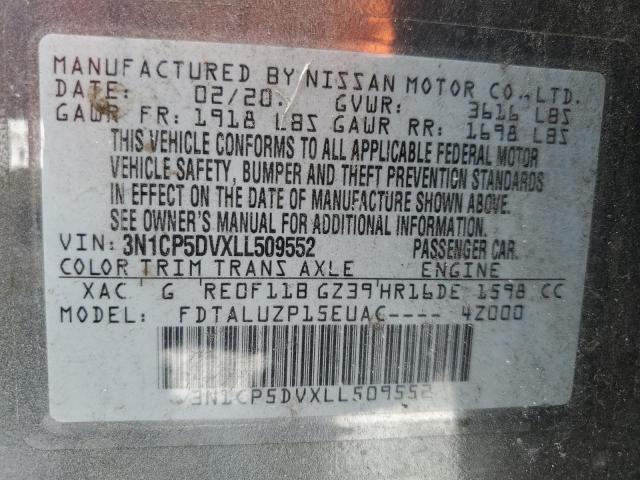 MANUFACTURED BY NISSAN MOTOR CO., LTD.
DATE: 02/20. GVWR: 3616 LBS
GAWR FR: 1918 LBS GAWR RR: 1698 LBS
THIS VEHICLE CONFORMS TO ALL APPLICABLE FEDERAL MOTOR
VEHICLE SAFETY, BUMPER AND THEFT PREVENTION STANDARDS
IN EFFECT ON THE DATE OF MANUFACTURE SHOWN ABOVE.
SEE OWNER'S MANUAL FOR ADDITIONAL INFORMATION.
VIN: 3N1CP5DVXLL509552 PASSENGER CAR.
COLOR TRIM TRANS AXLE ENGINE
XAC G RE0F11B GZ39 HR16DE 1598 CC
MODEL: FDTALUZP15EUAC---- 4Z000
3N1CP5DVXLL509552